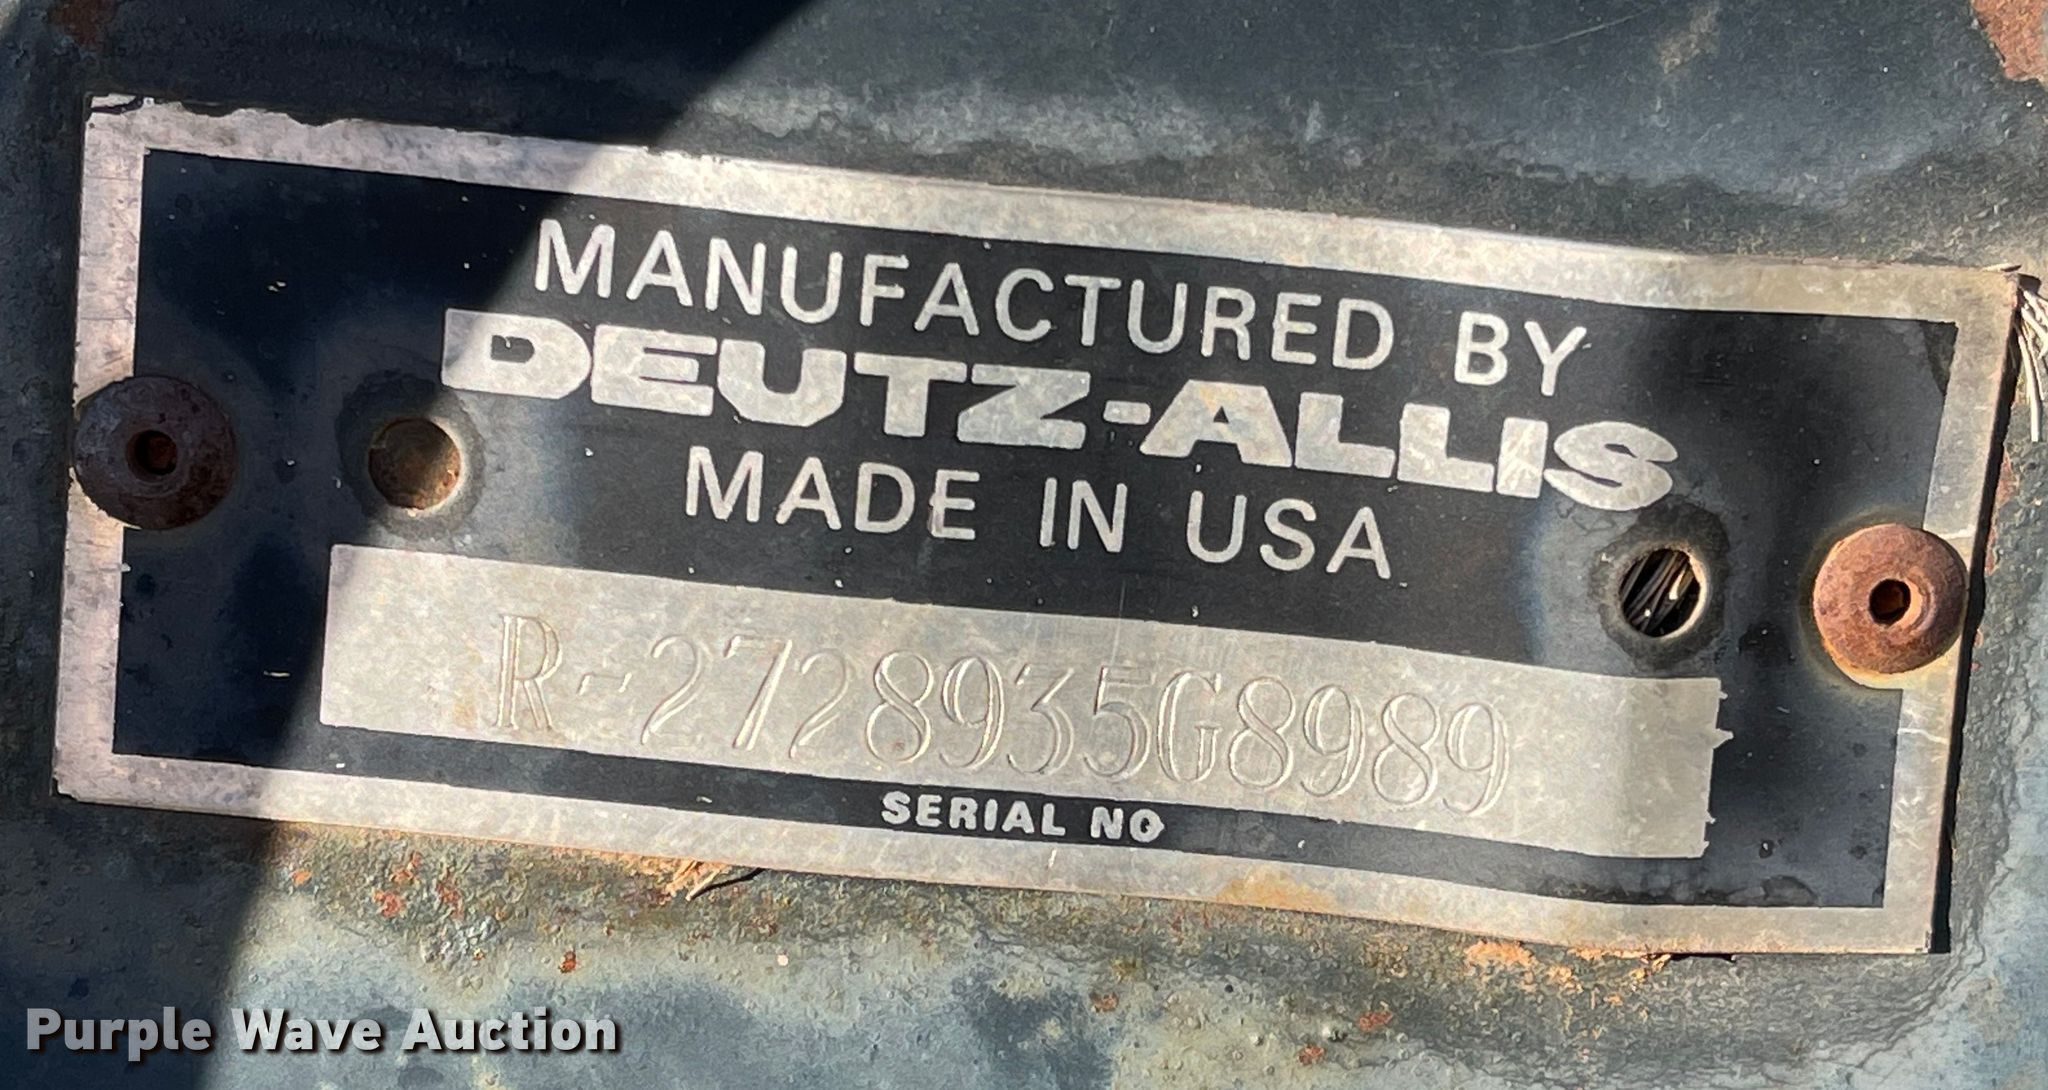 MANUFACTURED BY
DEUTZ-ALLIS
MADE IN USA
R-2728935G8989
SERIAL NO
Purple Wave Auction